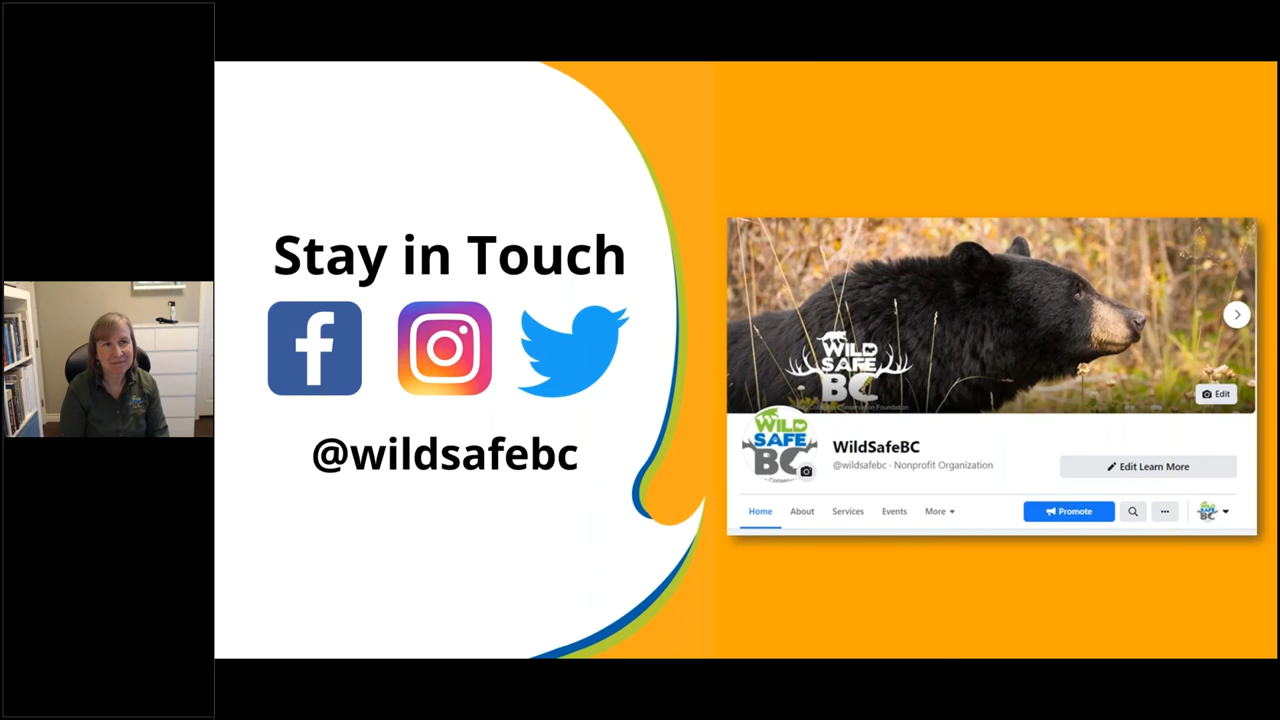 Stay in Touch
@wildsafebc
WILD
SAFE
BC
Edit
WILD
SAFE
BC
WildSafeBC
@wildsafebc · Nonprofit Organization
Edit Learn More
Home About Services Events More
Promote